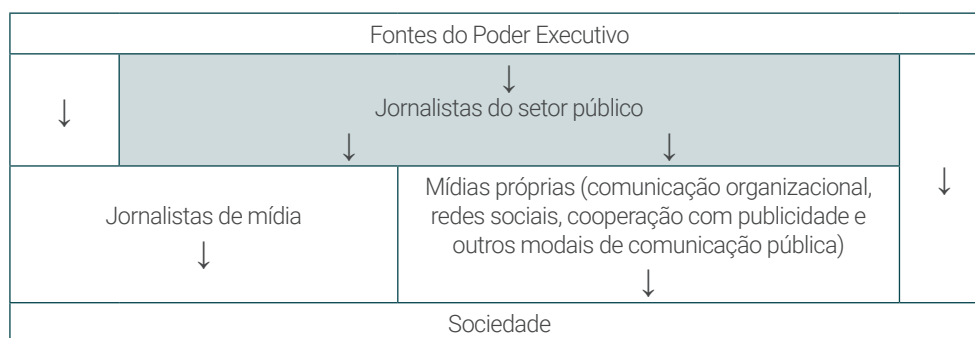 Fontes do Poder Executivo
↓
↓
Jornalistas do setor público
↓ ↓
↓
Jornalistas de mídia
↓
Mídias próprias (comunicação organizacional,
redes sociais, cooperação com publicidade e
outros modais de comunicação pública)
↓
Sociedade